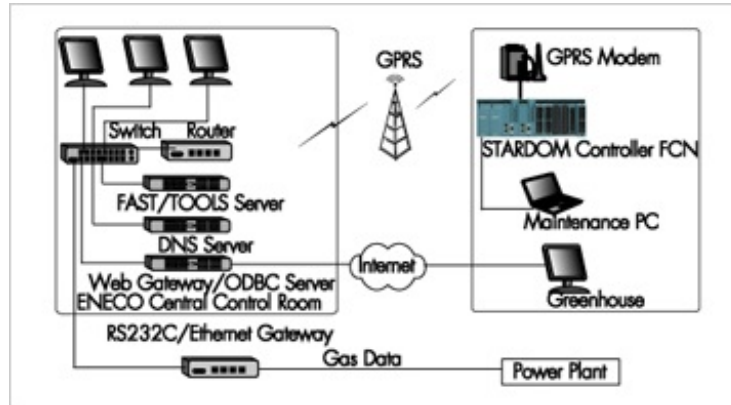 GPRS
GPRS Modem
Switch
Router
STARDOM Controller FCN
FAST/TOOLS Server
Maintenance PC
DNS Server
Internet
Web Gateway/ODBC Server
ENECO Central Control Room
Greenhouse
RS232C/Ethernet Gateway
Gas Data
Power Plant